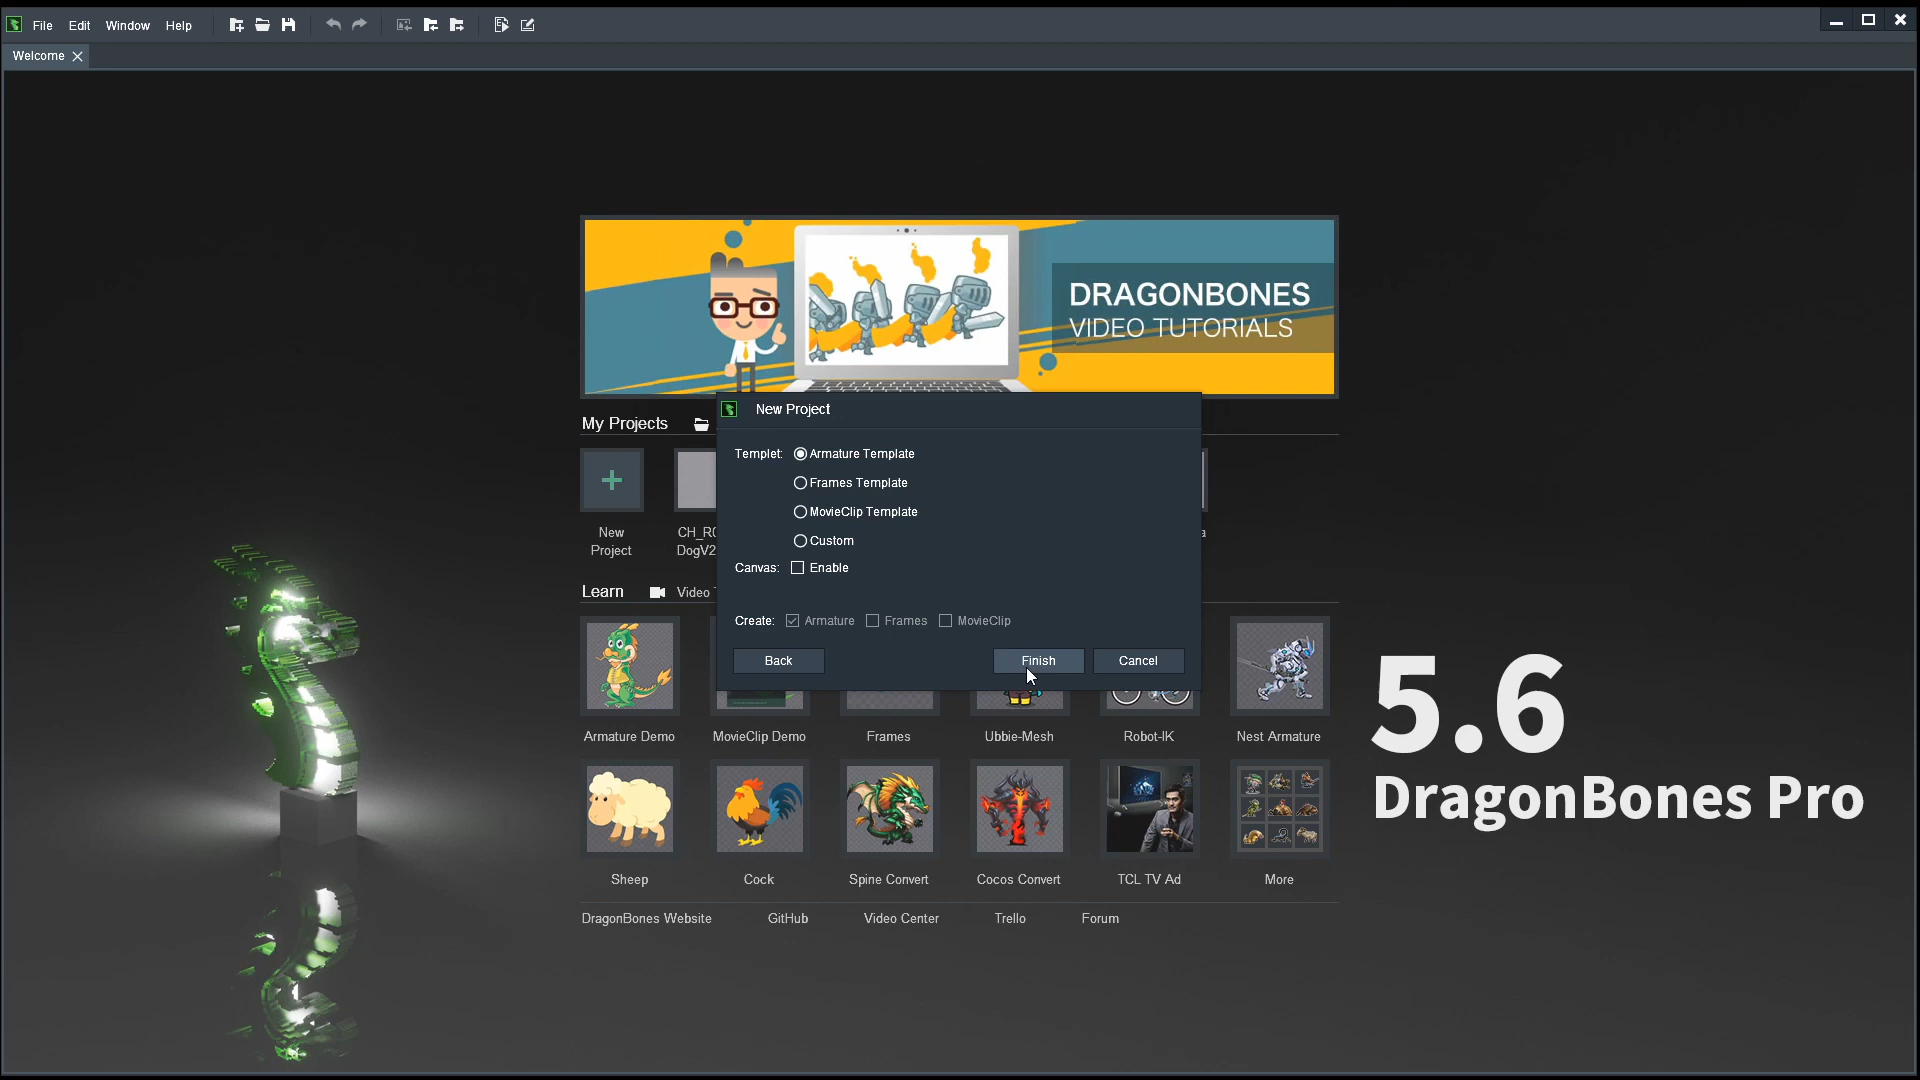 File Edit Window Help
Welcome
DRAGONBONES
VIDEO TUTORIALS
My Projects
New Project
Templet: Armature Template
Frames Template
MovieClip Template
Custom
Canvas: Enable
Create: Armature Frames MovieClip
Back Finish Cancel
New
Project
DogV2
Learn Video
Armature Demo MovieClip Demo Frames Ubbie-Mesh Robot-IK Nest Armature
Sheep Cock Spine Convert Cocos Convert TCL TV Ad More
DragonBones Website GitHub Video Center Trello Forum
5.6
DragonBones Pro